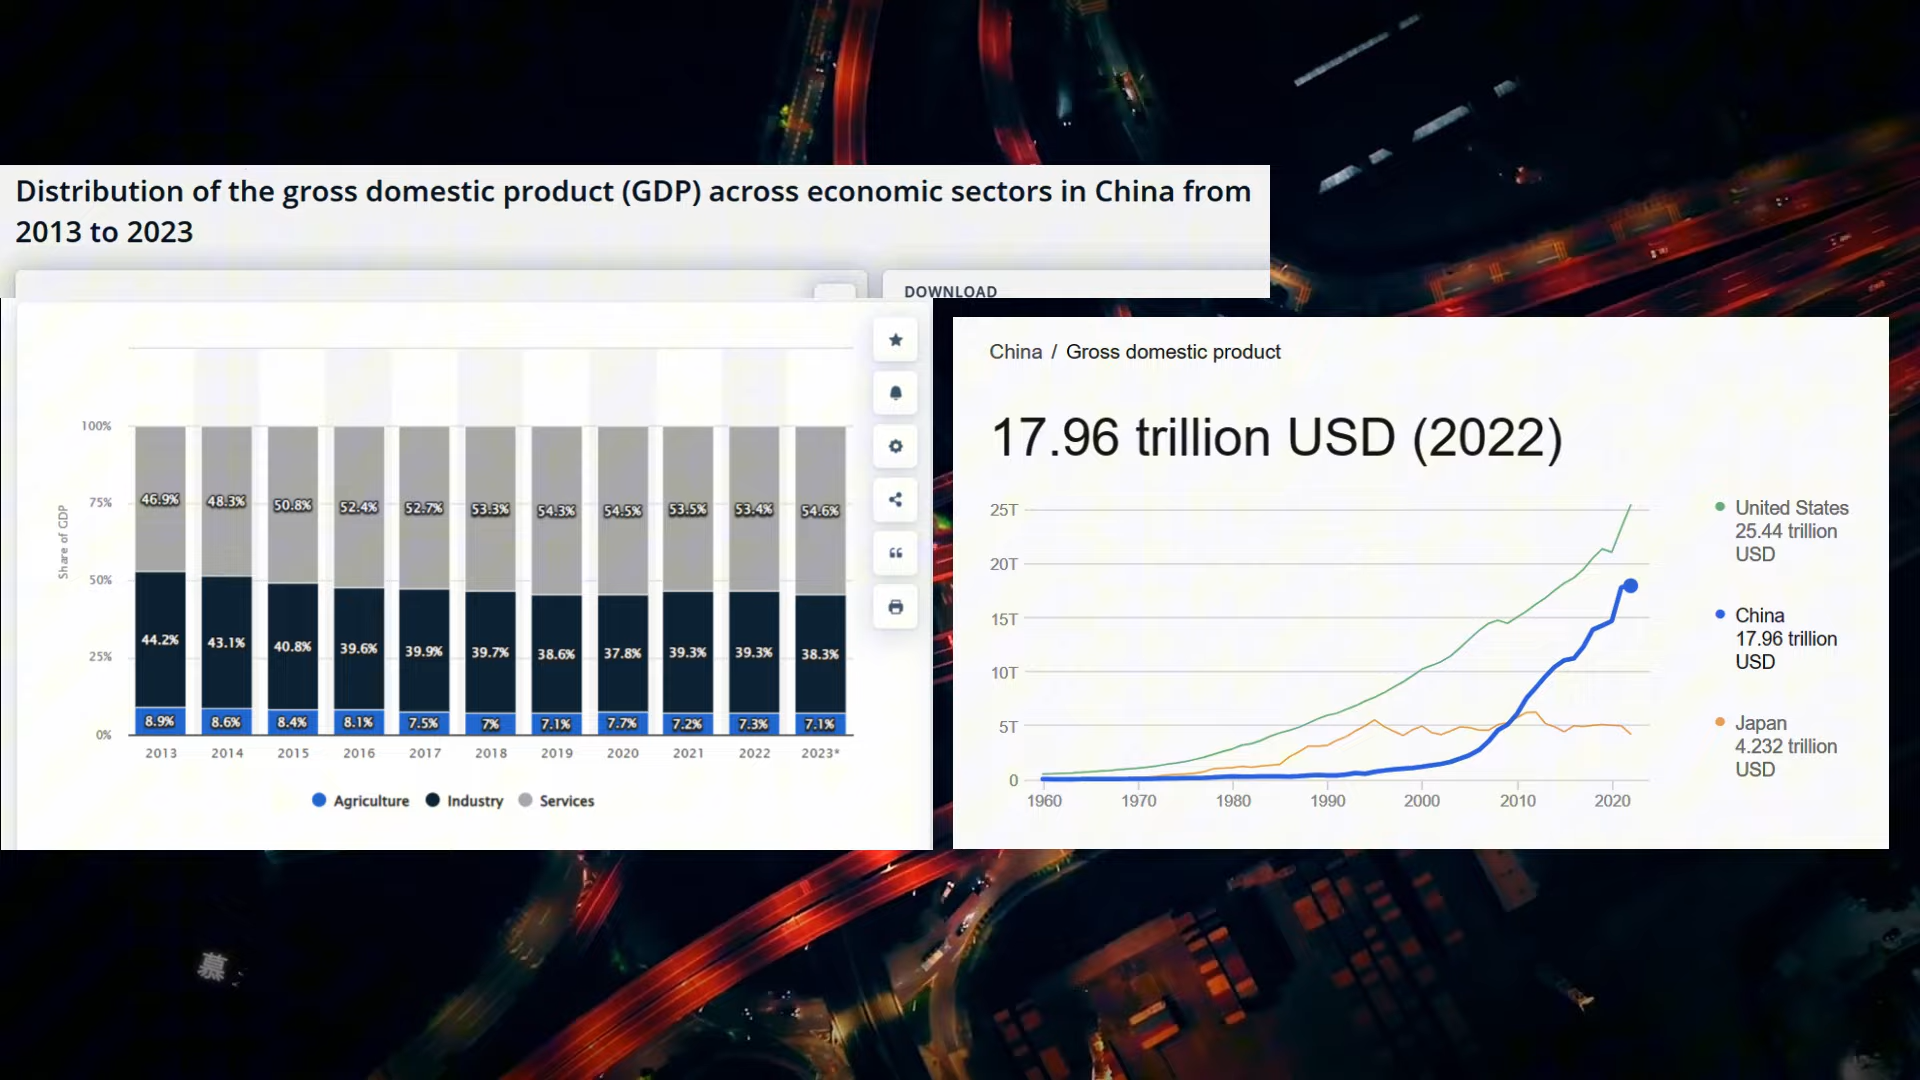 Distribution of the gross domestic product (GDP) across economic sectors in China from
2013 to 2023
DOWNLOAD
Share of GDP
100%
75%
50%
25%
0%
46.9% 48.3% 50.8% 52.4% 52.7% 53.3% 54.3% 54.5% 53.5% 53.4% 54.6%
44.2% 43.1% 40.8% 39.6% 39.9% 39.7% 38.6% 37.8% 39.3% 39.3% 38.3%
8.9% 8.6% 8.4% 8.1% 7.5% 7% 7.1% 7.7% 7.2% 7.3% 7.1%
2013 2014 2015 2016 2017 2018 2019 2020 2021 2022 2023*
Agriculture Industry Services
China / Gross domestic product
17.96 trillion USD (2022)
25T
20T
15T
10T
5T
0
1960 1970 1980 1990 2000 2010 2020
United States
25.44 trillion
USD
China
17.96 trillion
USD
Japan
4.232 trillion
USD
慕